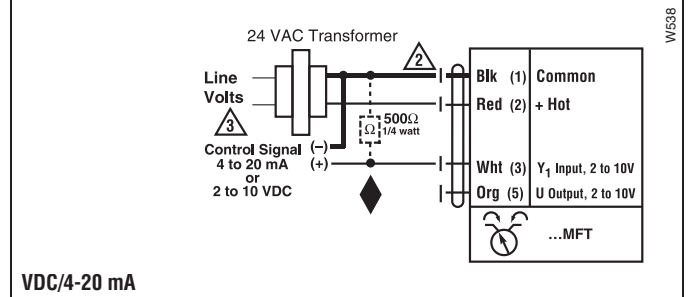 W538
24 VAC Transformer
Line
Volts
3
2
Blk (1) Common
Red (2) + Hot
Ω
500Ω
1/4 watt
Control Signal (–)
4 to 20 mA (+)
or
2 to 10 VDC
Wht (3) Y₁ Input, 2 to 10V
Org (5) U Output, 2 to 10V
...MFT
VDC/4-20 mA